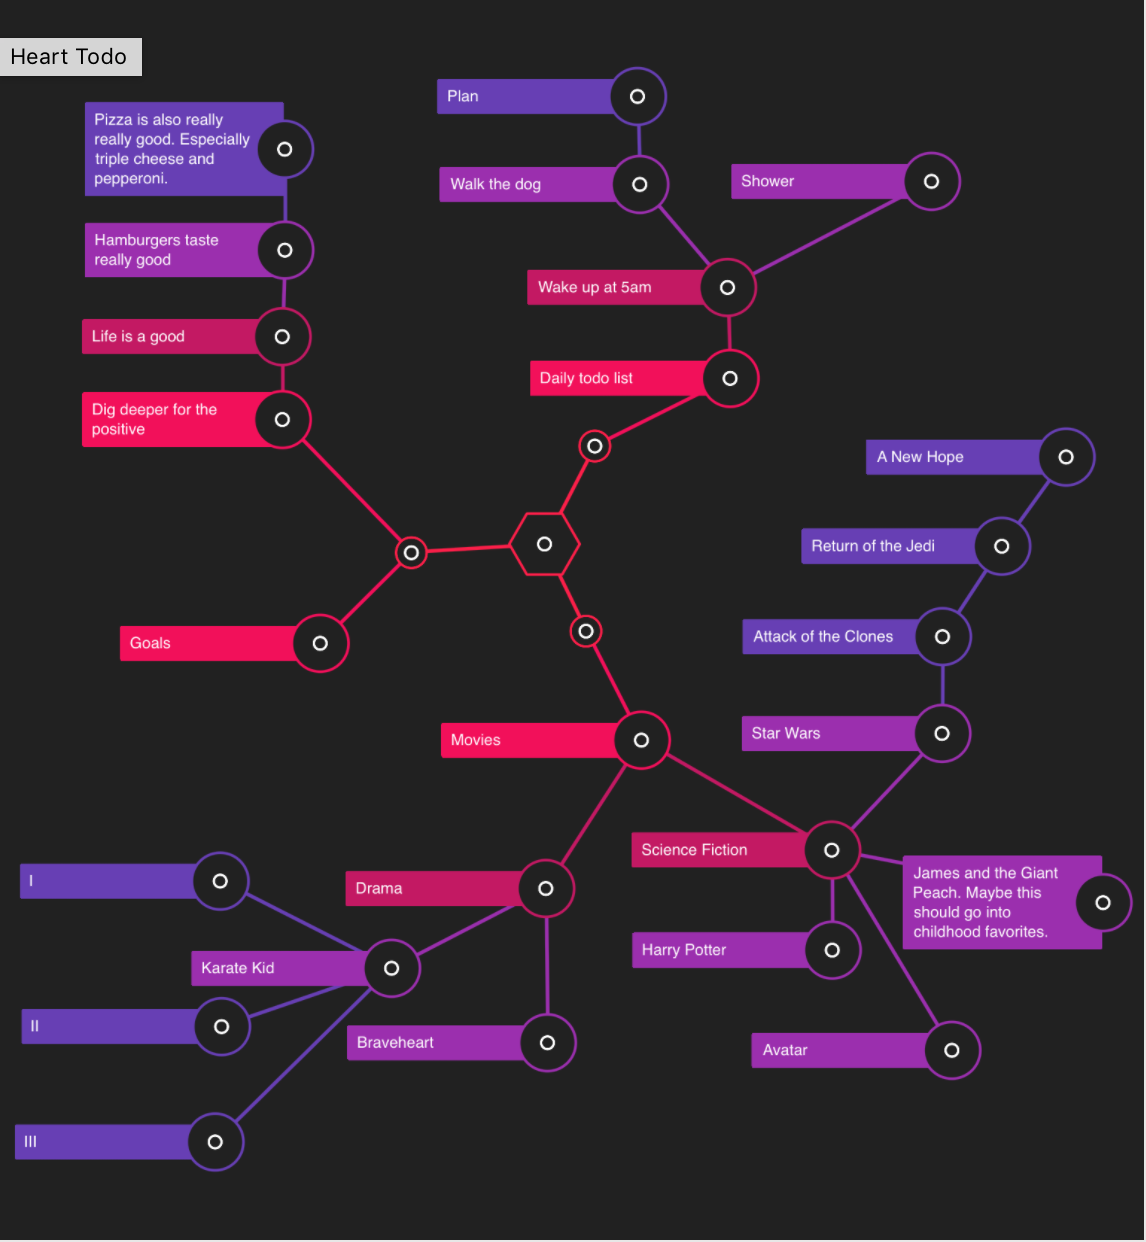 Heart Todo
Plan
Pizza is also really
really good. Especially
triple cheese and
pepperoni.
Walk the dog
Shower
Hamburgers taste
really good
Wake up at 5am
Life is a good
Daily todo list
Dig deeper for the
positive
A New Hope
Return of the Jedi
Goals
Attack of the Clones
Movies
Star Wars
Science Fiction
I
Drama
James and the Giant
Peach. Maybe this
should go into
childhood favorites.
Harry Potter
Karate Kid
II
Braveheart
Avatar
III